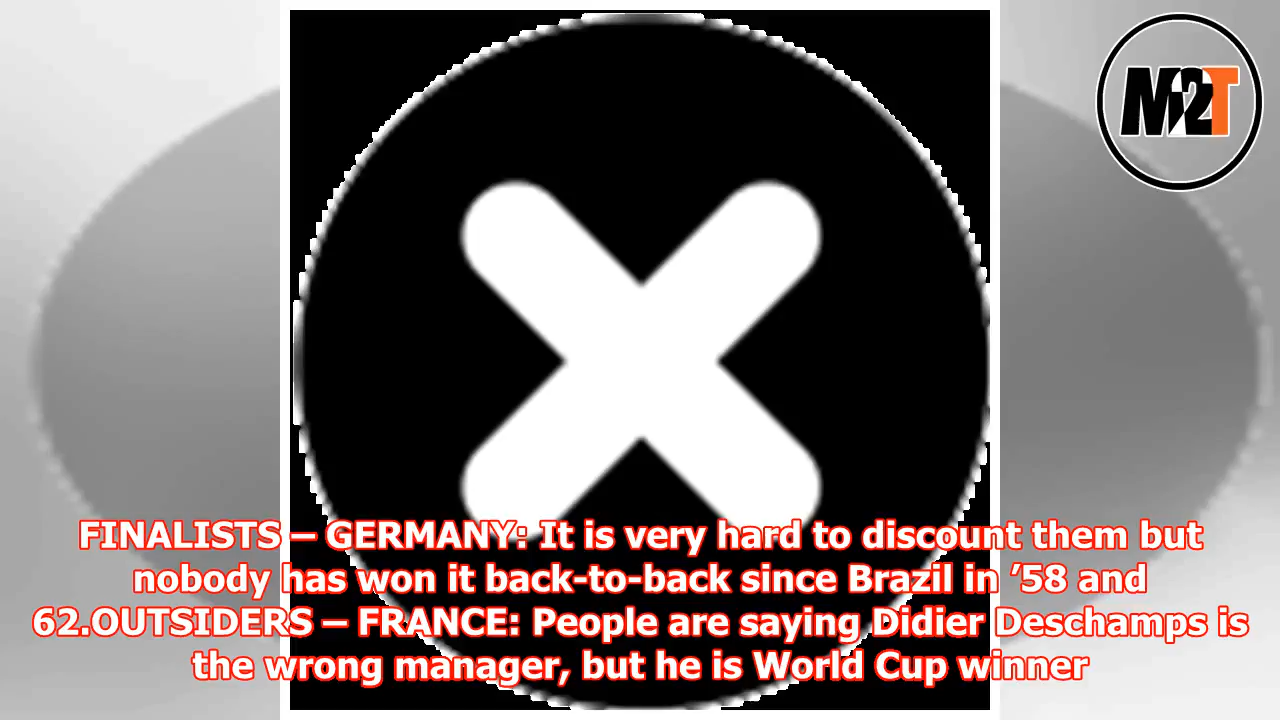 M2T
FINALISTS – GERMANY: It is very hard to discount them but
nobody has won it back-to-back since Brazil in ’58 and
62.OUTSIDERS – FRANCE: People are saying Didier Deschamps is
the wrong manager, but he is World Cup winner